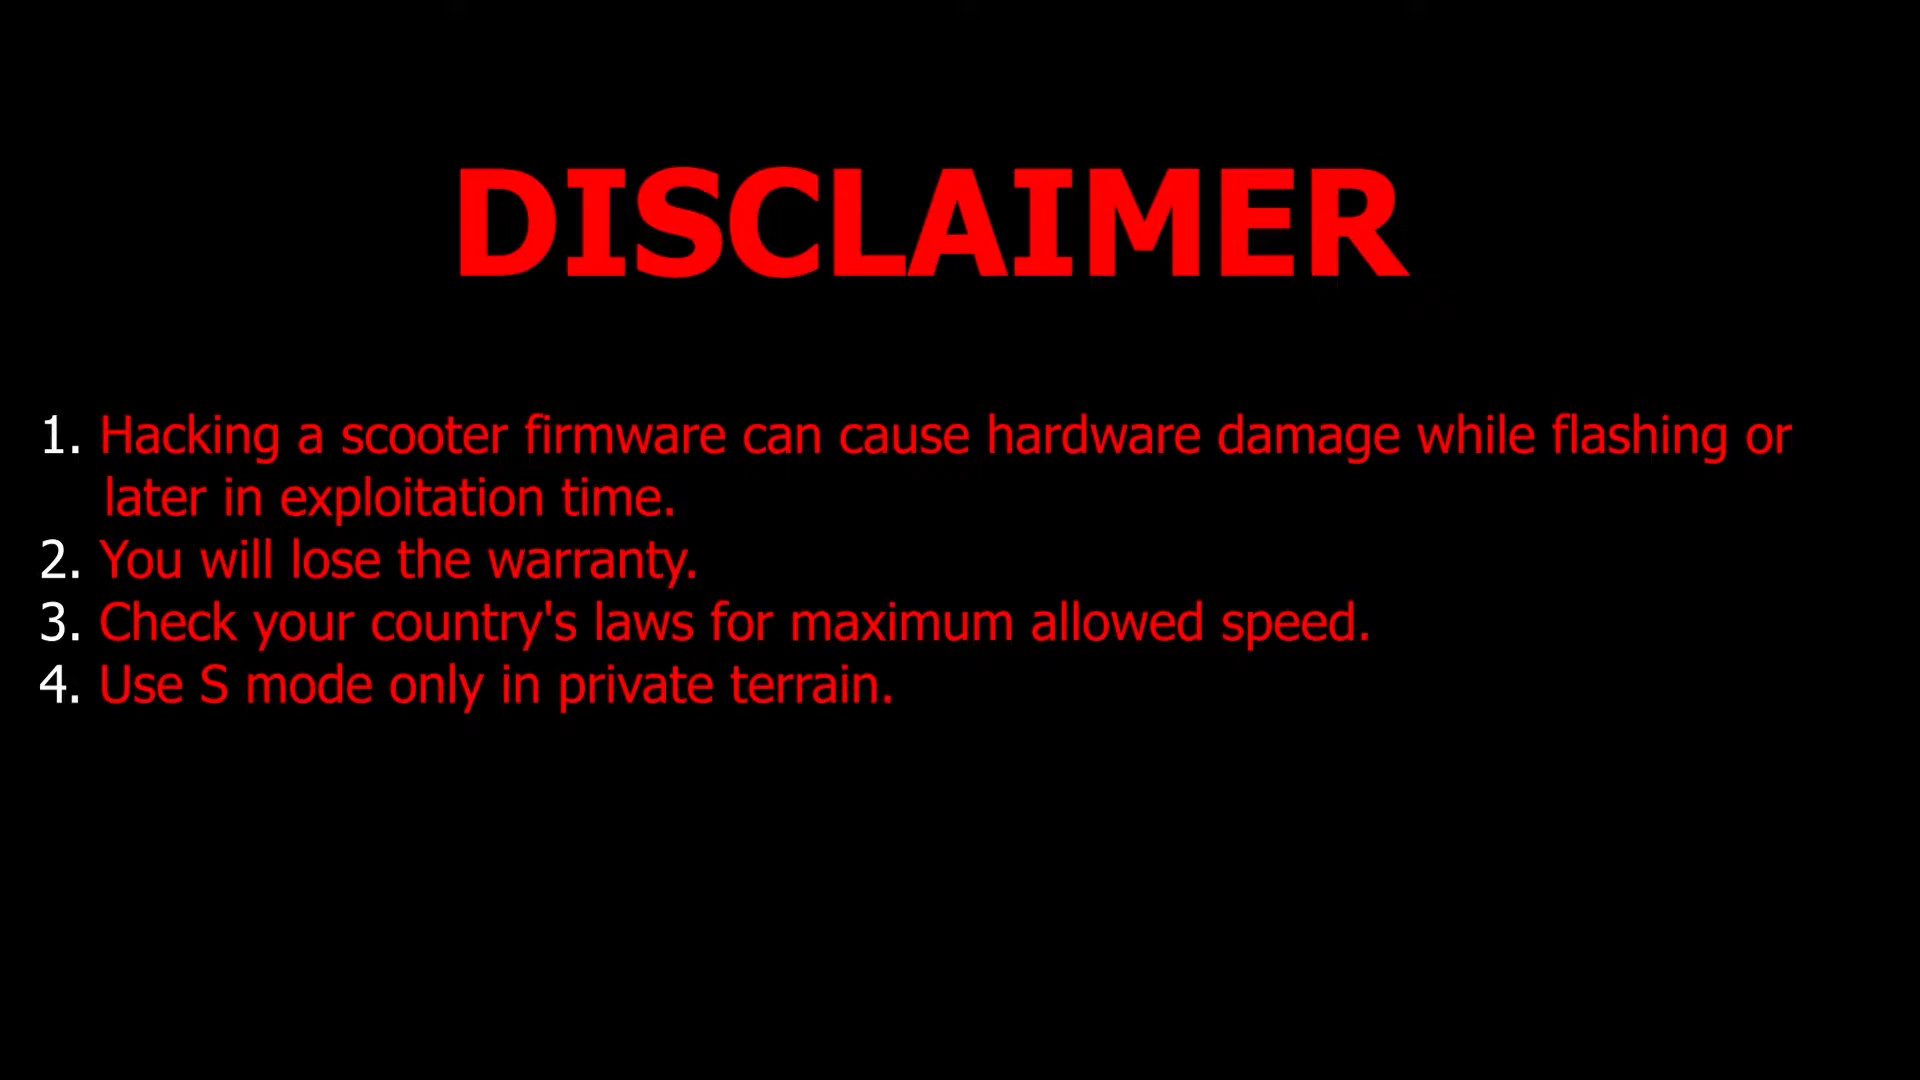 DISCLAIMER
1. Hacking a scooter firmware can cause hardware damage while flashing or
later in exploitation time.
2. You will lose the warranty.
3. Check your country's laws for maximum allowed speed.
4. Use S mode only in private terrain.